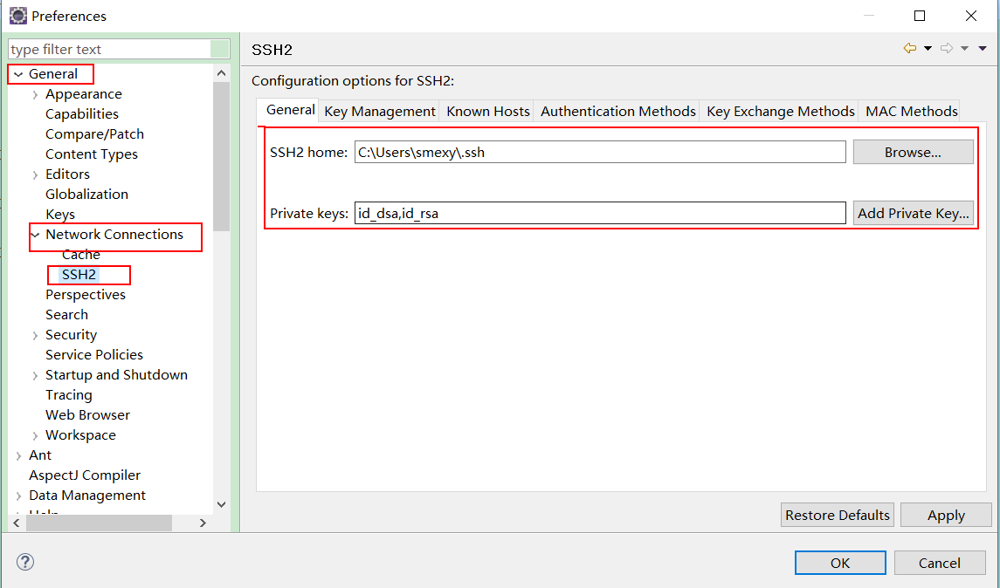 Preferences
type filter text
General
Appearance
Capabilities
Compare/Patch
Content Types
Editors
Globalization
Keys
Network Connections
Cache
SSH2
Perspectives
Search
Security
Service Policies
Startup and Shutdown
Tracing
Web Browser
Workspace
Ant
AspectJ Compiler
Data Management
Help
SSH2
Configuration options for SSH2:
General Key Management Known Hosts Authentication Methods Key Exchange Methods MAC Methods
SSH2 home: C:\Users\smexy\.ssh Browse...
Private keys: id_dsa,id_rsa Add Private Key...
Restore Defaults Apply
? OK Cancel